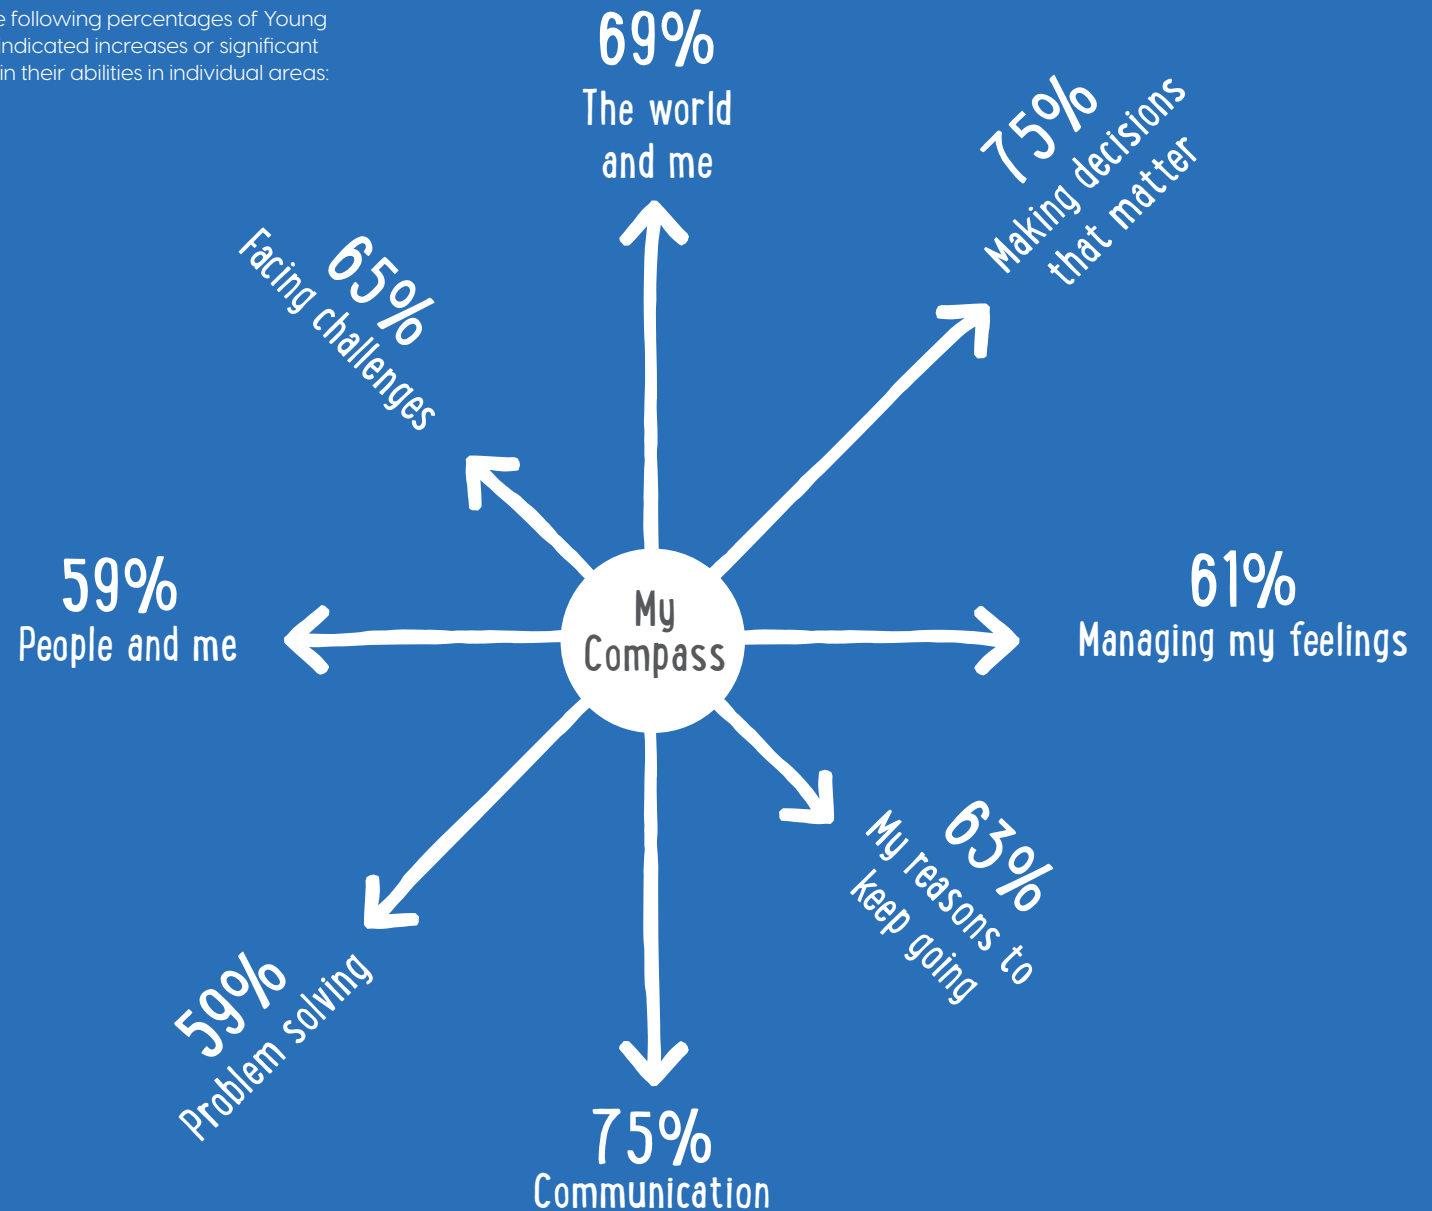 following percentages of Young
indicated increases or significant
in their abilities in individual areas:
69%
The world
and me
75%
Making decisions
that matter
65%
Facing challenges
59%
People and me
My
Compass
61%
Managing my feelings
63%
My reasons to
keep going
59%
Problem solving
75%
Communication